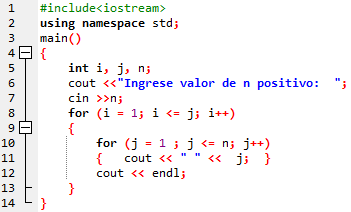 1 #include<iostream>
2 using namespace std;
3 main()
4 {
5 int i, j, n;
6 cout <<"Ingrese valor de n positivo:  ";
7 cin >>n;
8 for (i = 1; i <= j; i++)
9 {
10 for (j = 1 ; j <= n; j++)
11 {  cout << " " <<  j;  }
12 cout << endl;
13 }
14 }